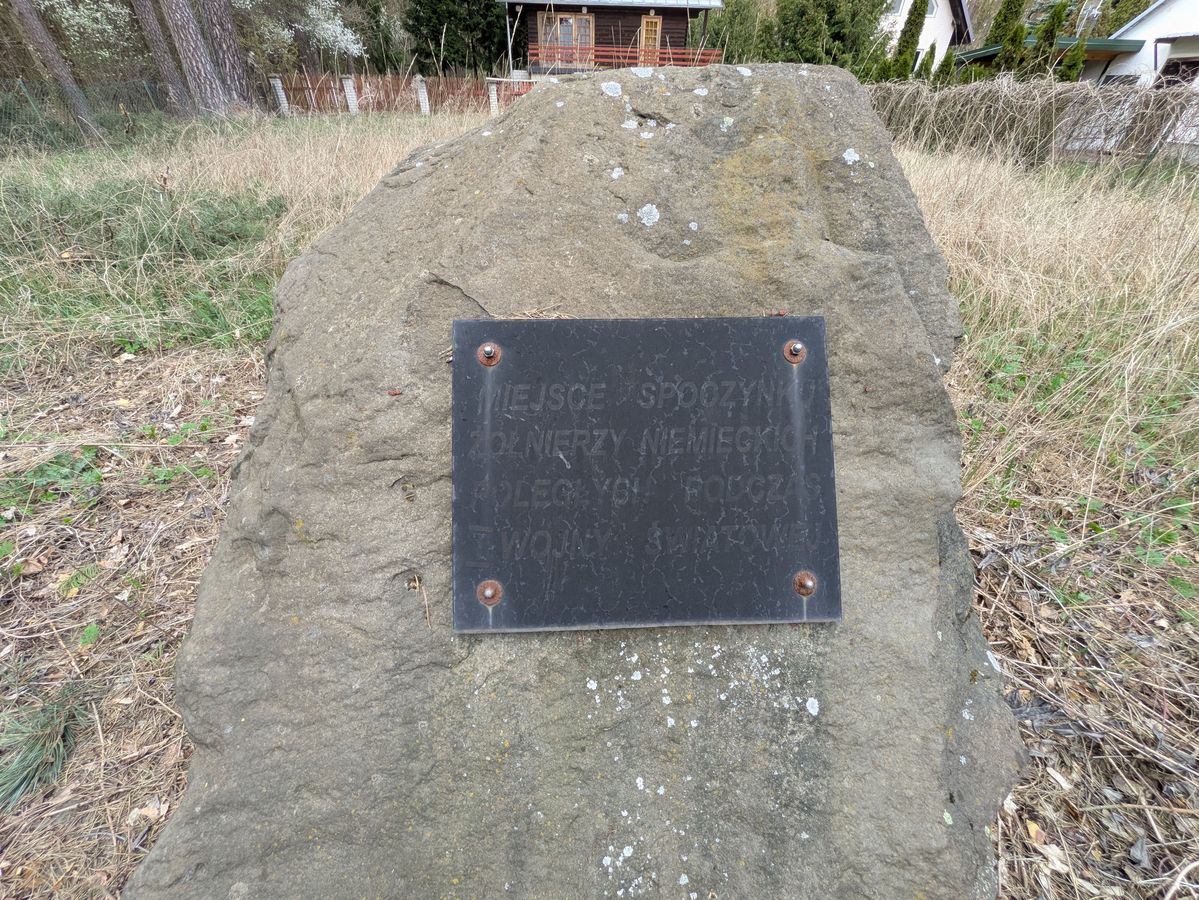 MIEJSCE SPOCZYNKU
ŻOŁNIERZY NIEMIECKICH
POLEGŁYCH PODCZAS
I WOJNY ŚWIATOWEJ